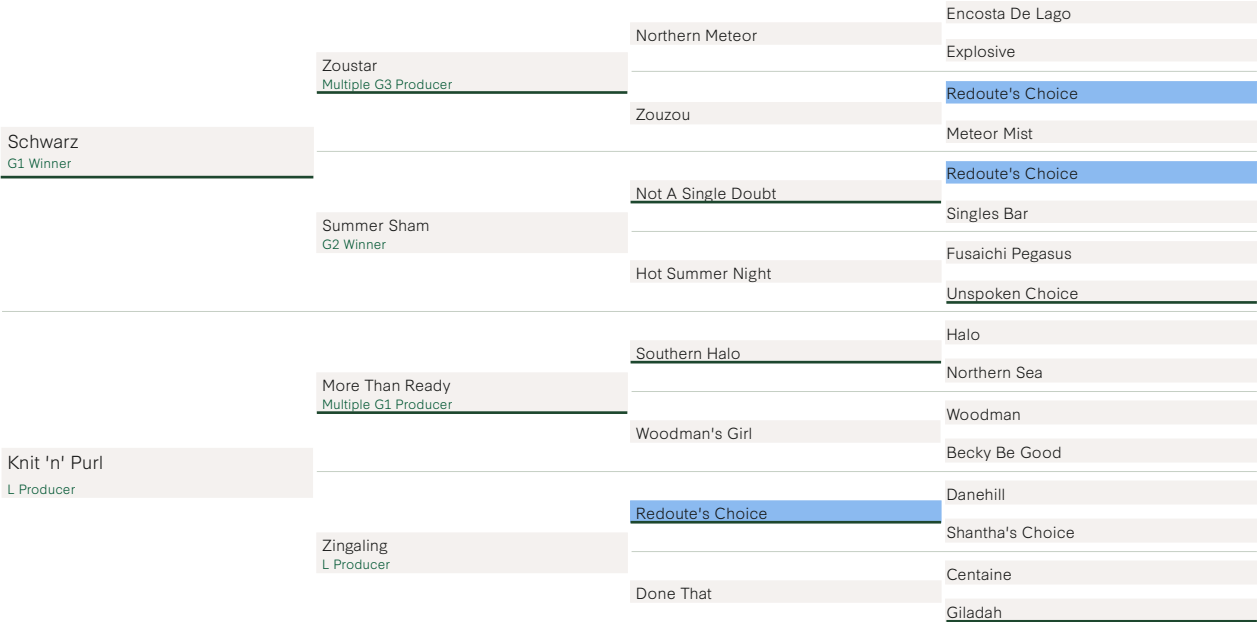 Schwarz
G1 Winner
Knit 'n' Purl
L Producer
Zoustar
Multiple G3 Producer
Summer Sham
G2 Winner
More Than Ready
Multiple G1 Producer
Zingaling
L Producer
Northern Meteor
Zouzou
Not A Single Doubt
Hot Summer Night
Southern Halo
Woodman's Girl
Redoute's Choice
Done That
Encosta De Lago
Explosive
Redoute's Choice
Meteor Mist
Redoute's Choice
Singles Bar
Fusaichi Pegasus
Unspoken Choice
Halo
Northern Sea
Woodman
Becky Be Good
Danehill
Shantha's Choice
Centaine
Giladah